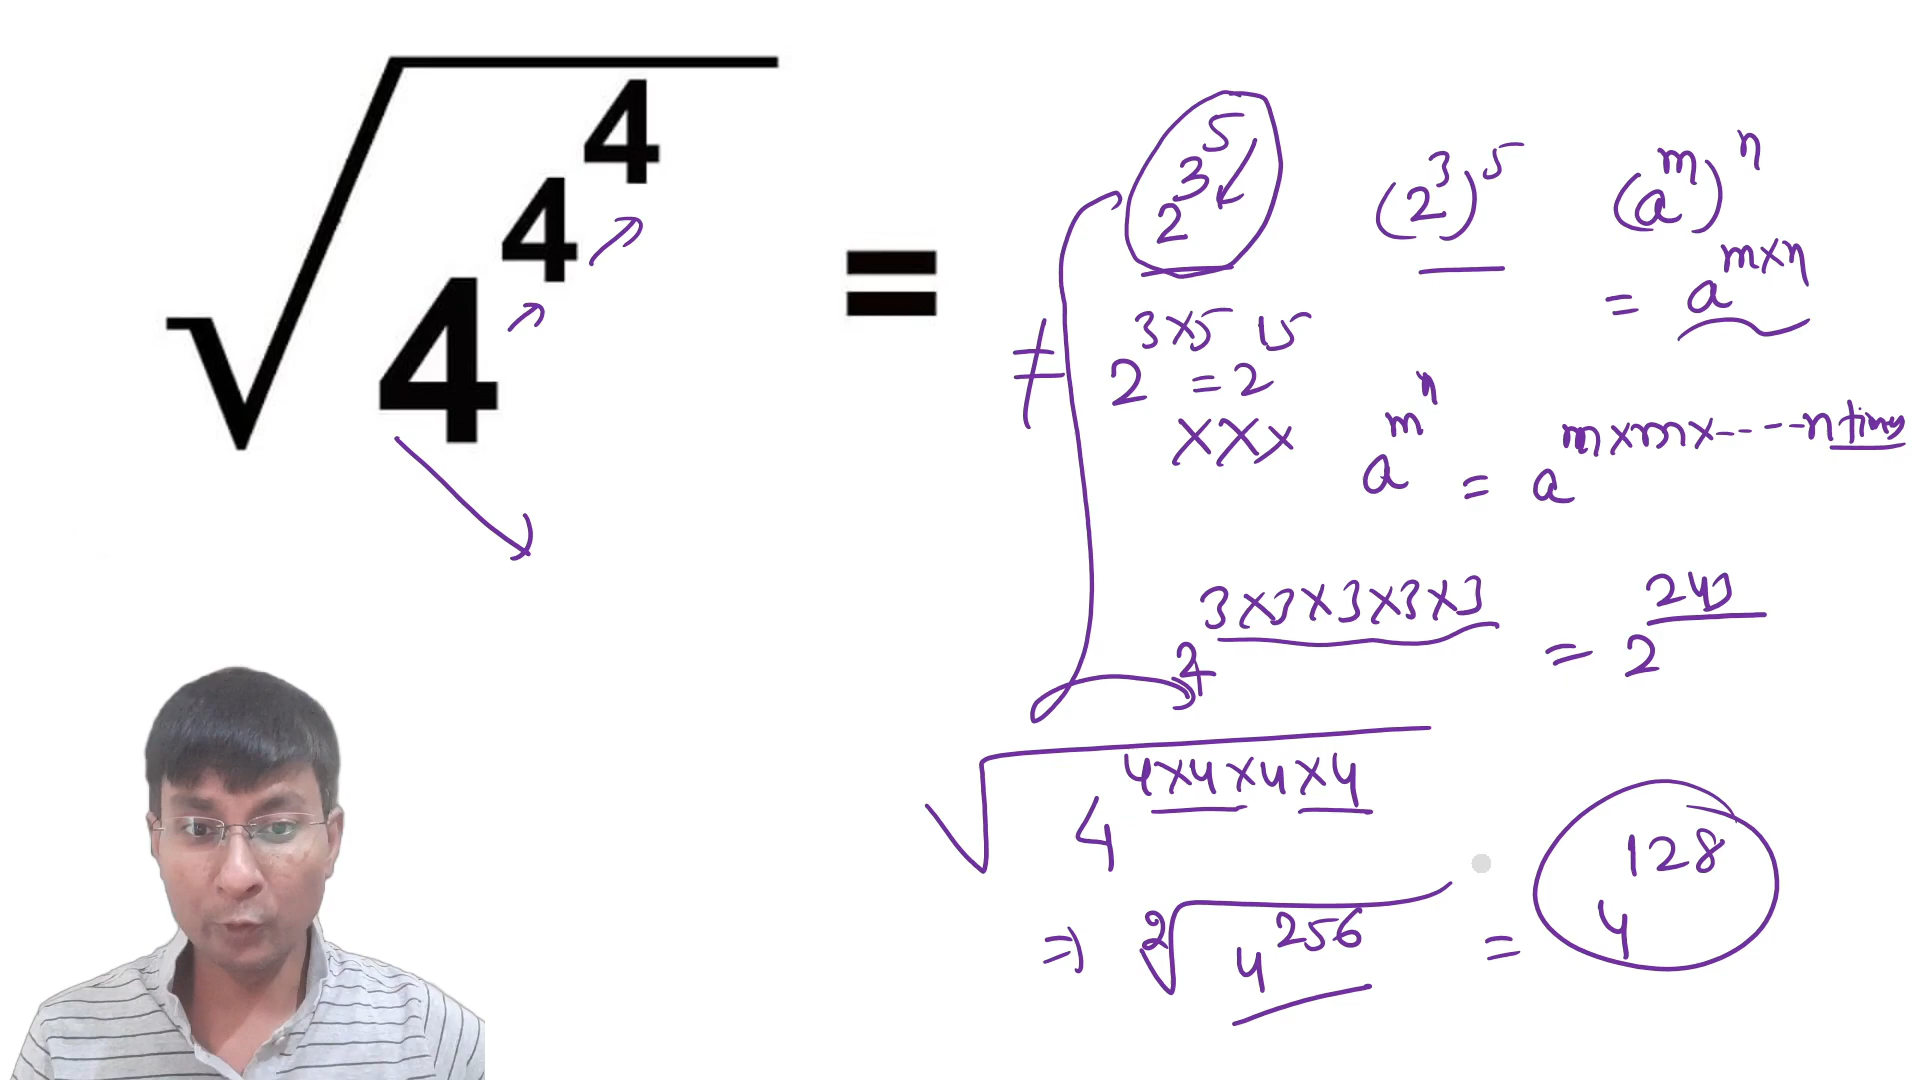 √4^4^4 =
2^3^5 (2^3)^5 (a^m)^n
= a^m×n
≠ 2^3×5 = 2^15
XXx
a^m^n = a^m×m×----n times
2^3×3×3×3×3 = 2^243
√4^4×4×4×4
⇒ 2√4^256 = 4^128